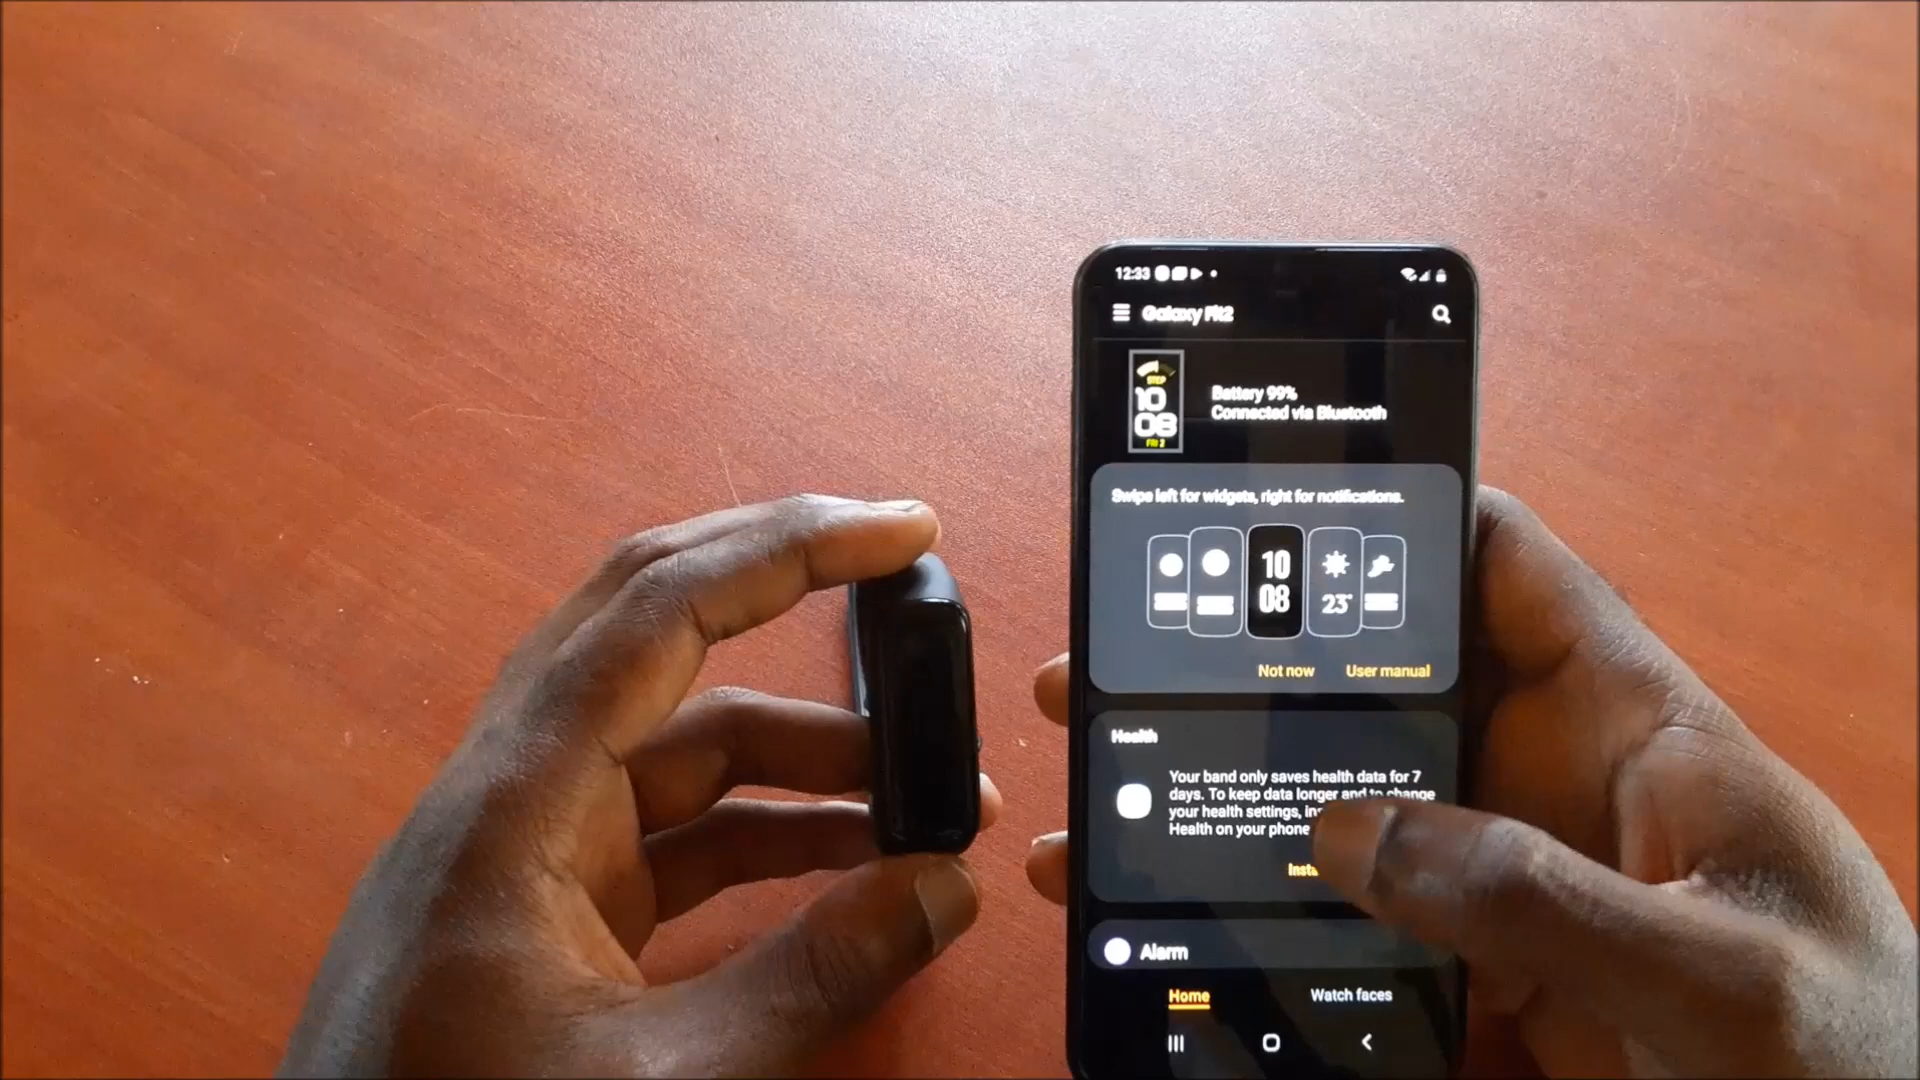 12:33
Galaxy Fit2
STEP
10
08
FRI 2
Battery 99%
Connected via Bluetooth
Swipe left for widgets, right for notifications.
10
08
23°
Not now
User manual
Health
Your band only saves health data for 7
days. To keep data longer and to change
your health settings,
Health on your phone
Alarm
Home
Watch faces